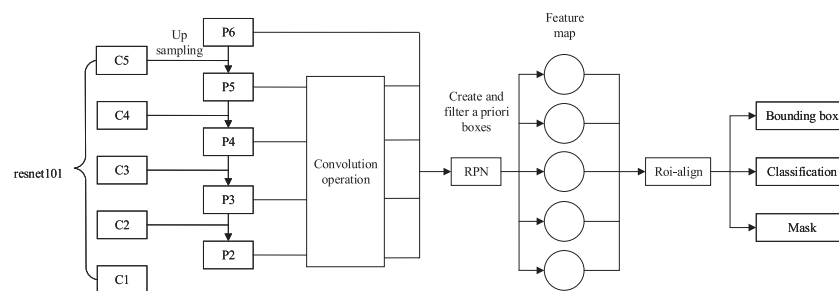 resnet101
C5
C4
C3
C2
C1
Up
sampling
P6
P5
P4
P3
P2
Convolution
operation
Create and
filter a priori
boxes
RPN
Feature
map
Roi-align
Bounding box
Classification
Mask